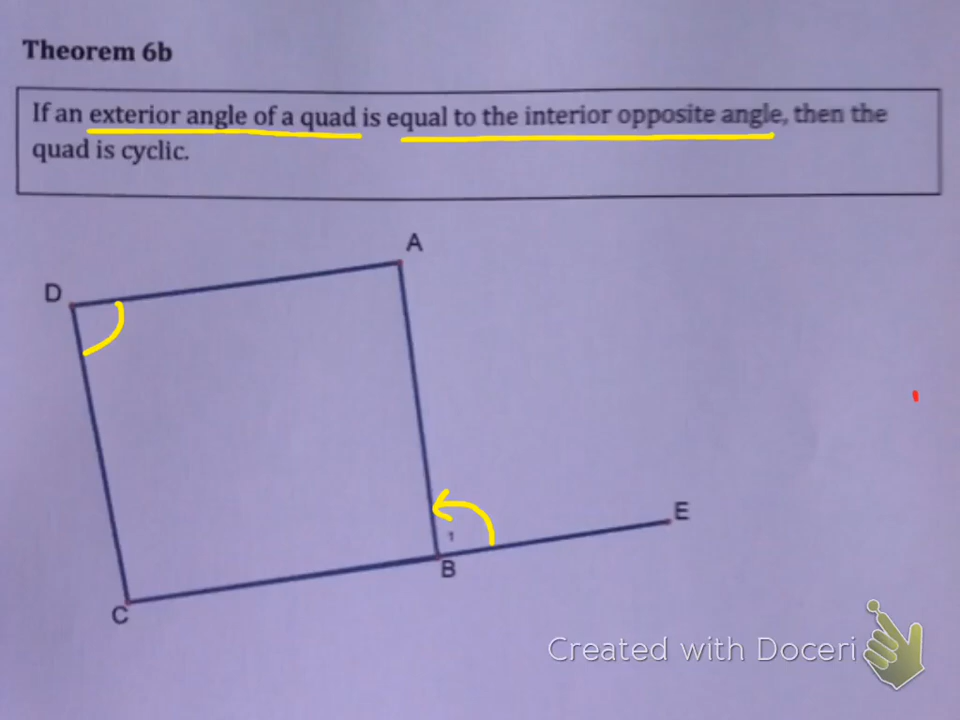 Theorem 6b
If an exterior angle of a quad is equal to the interior opposite angle, then the
quad is cyclic.
A
D
E
1
B
C
Created with Doceri